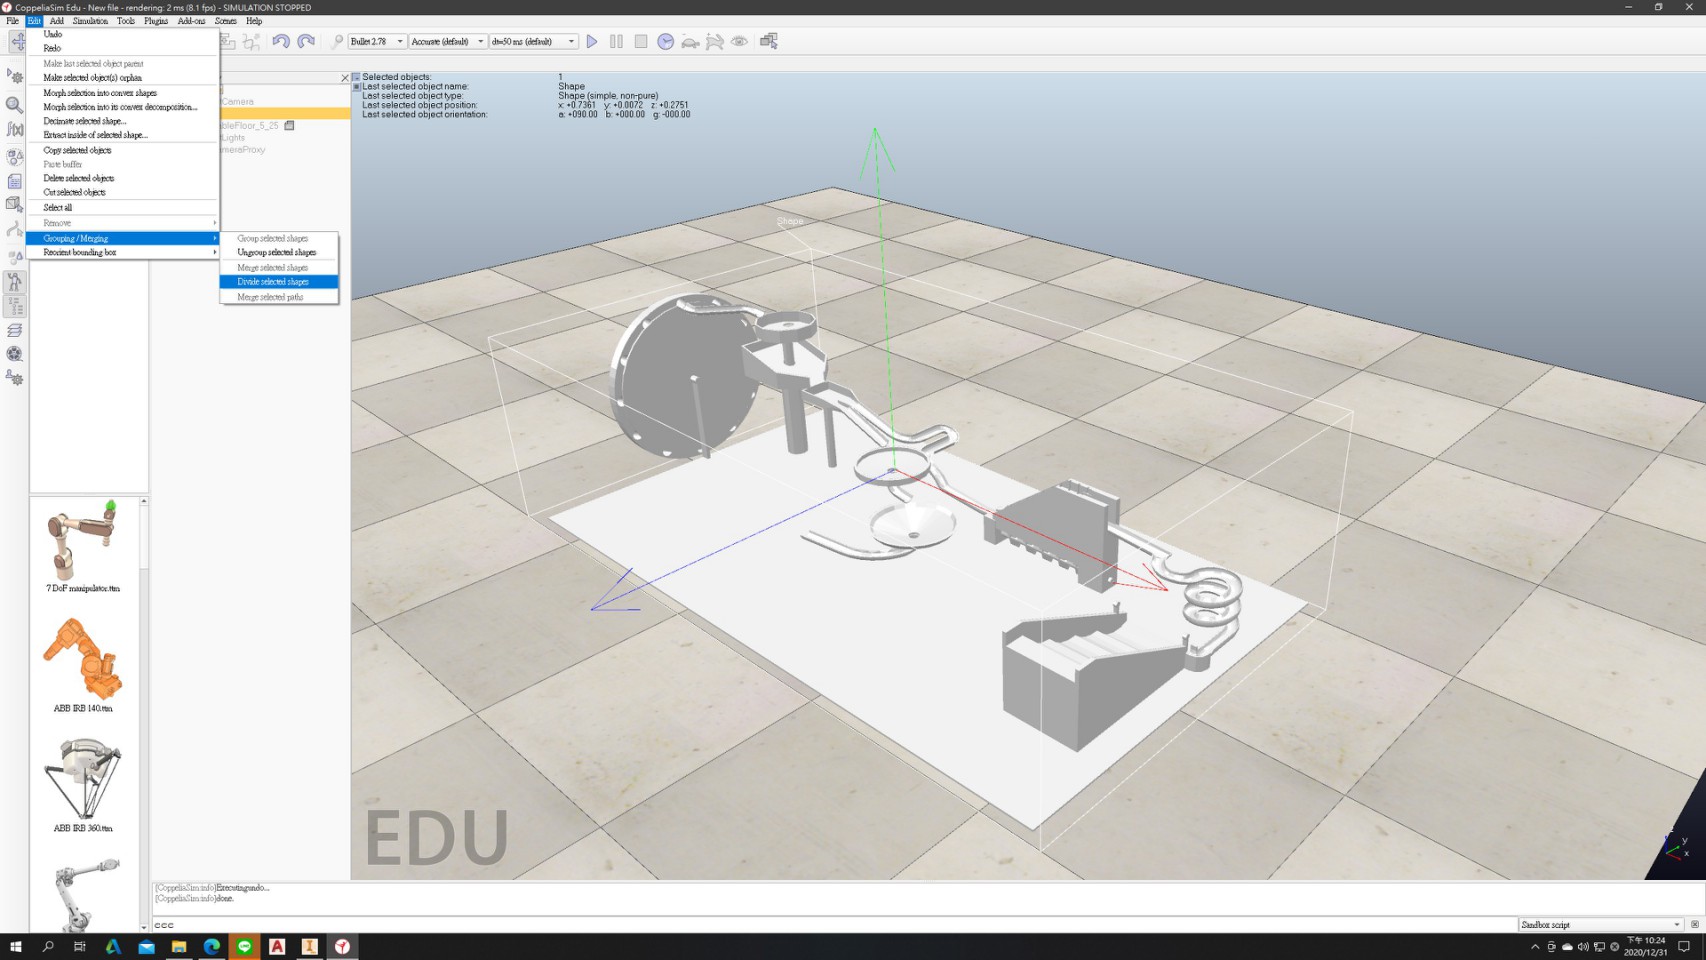 CoppeliaSim Edu - New file - rendering: 2 ms (8.1 fps) - SIMULATION STOPPED
File Edit Add Simulation Tools Plugins Add-ons Scenes Help
Bullet 2.78 Accurate (default) dt=50 ms (default)
Undo
Redo
Make last selected object parent
Make selected object(s) orphan
Morph selection into convex shapes
Morph selection into its convex decomposition...
Decimate selected shape...
Extract inside of selected shape...
Copy selected objects
Paste buffer
Delete selected objects
Cut selected objects
Select all
Remove
Grouping / Merging
Reorient bounding box
Group selected shapes
Ungroup selected shapes
Merge selected shapes
Divide selected shapes
Merge selected paths
Camera
bleFloor_5_25
Lights
meraProxy
f(x)
Selected objects: 1
Last selected object name: Shape
Last selected object type: Shape (simple, non-pure)
Last selected object position: x: +0.7361 y: +0.0072 z: +0.2751
Last selected object orientation: a: +090.00 b: +000.00 g: -000.00
Shape
7 DoF manipulator.ttm
ABB IRB 140.ttm
ABB IRB 360.ttm
EDU
y
x
[CoppeliaSim:info] Executing undo...
[CoppeliaSim:info] done.
ccc
Sandbox script
下午 10:24
2020/12/31